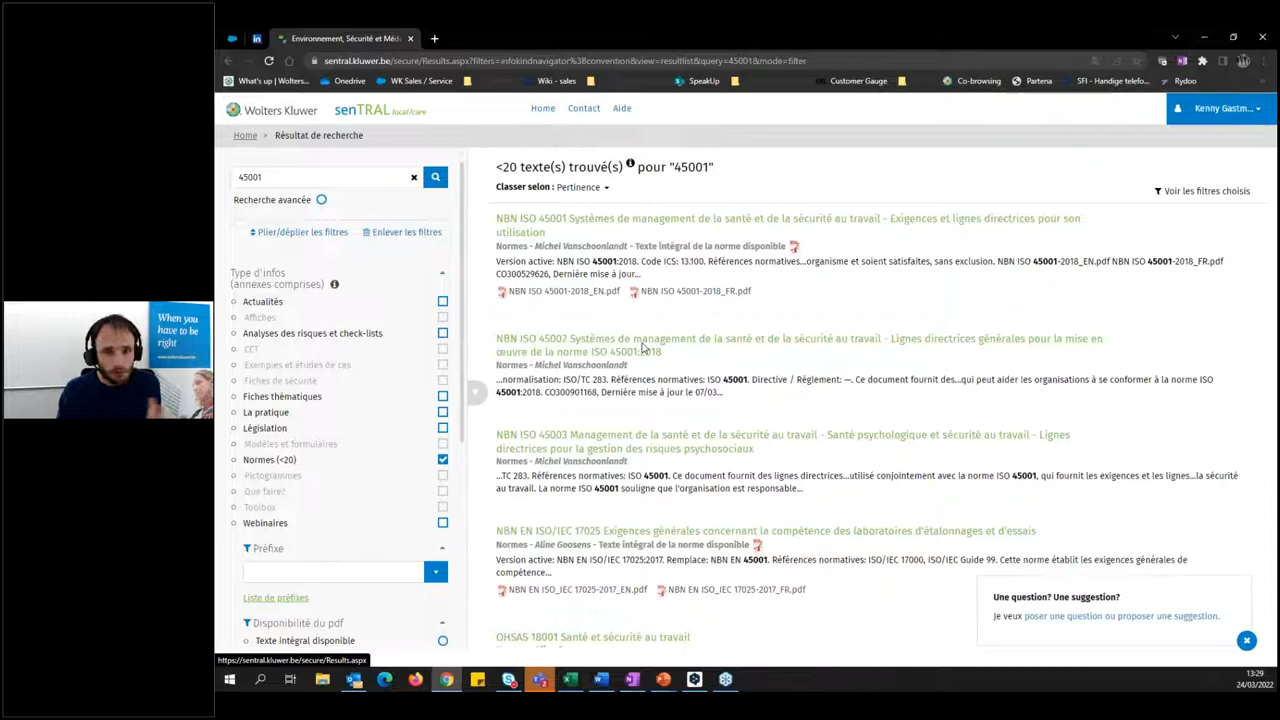 Environnement, Sécurité et Méde
sentral.kluwer.be/secure/Results.aspx?filters=infokindnavigator%3Bconvention&view=resultlist&query=45001&mode=filter
What's up | Wolters...
Onedrive
WK Sales / Service
Wiki - sales
SpeakUp
Customer Gauge
Co-browsing
Partena
SFI - Handige telefo...
Rydoo
Wolters Kluwer
senTRAL local/care
Home
Contact
Aide
Kenny Gastm...
Home > Résultat de recherche
45001
Recherche avancée
Plier/déplier les filtres
Enlever les filtres
Type d'infos
(annexes comprises)
Actualités
Affiches
Analyses des risques et check-lists
CCT
Exemples et études de cas
Fiches de sécurité
Fiches thématiques
La pratique
Législation
Modèles et formulaires
Normes (<20)
Pictogrammes
Que faire?
Toolbox
Webinaires
Préfixe
Liste de préfixes
Disponibilité du pdf
Texte intégral disponible
https://sentral.kluwer.be/secure/Results.aspx
<20 texte(s) trouvé(s) pour "45001"
Classer selon : Pertinence
Voir les filtres choisis
NBN ISO 45001 Systèmes de management de la santé et de la sécurité au travail - Exigences et lignes directrices pour son
utilisation
Normes - Michel Vanschoonlandt - Texte intégral de la norme disponible
Version active: NBN ISO 45001:2018. Code ICS: 13.100. Références normatives...organisme et soient satisfaites, sans exclusion. NBN ISO 45001-2018_EN.pdf NBN ISO 45001-2018_FR.pdf
CO300529626, Dernière mise à jour...
NBN ISO 45001-2018_EN.pdf
NBN ISO 45001-2018_FR.pdf
NBN ISO 45002 Systèmes de management de la santé et de la sécurité au travail - Lignes directrices générales pour la mise en
œuvre de la norme ISO 45001:2018
Normes - Michel Vanschoonlandt
...normalisation: ISO/TC 283. Références normatives: ISO 45001. Directive / Règlement: —. Ce document fournit des...qui peut aider les organisations à se conformer à la norme ISO
45001:2018. CO300901168, Dernière mise à jour le 07/03...
NBN ISO 45003 Management de la santé et de la sécurité au travail - Santé psychologique et sécurité au travail - Lignes
directrices pour la gestion des risques psychosociaux
Normes - Michel Vanschoonlandt
...TC 283. Références normatives: ISO 45001. Ce document fournit des lignes directrices...utilisé conjointement avec la norme ISO 45001, qui fournit les exigences et les lignes...la sécurité
au travail. La norme ISO 45001 souligne que l'organisation est responsable...
NBN EN ISO/IEC 17025 Exigences générales concernant la compétence des laboratoires d'étalonnages et d'essais
Normes - Aline Goosens - Texte intégral de la norme disponible
Version active: NBN EN ISO/IEC 17025:2017. Remplace: NBN EN 45001. Références normatives: ISO/IEC 17000, ISO/IEC Guide 99. Cette norme établit les exigences générales de
compétence...
NBN EN ISO_IEC 17025-2017_EN.pdf
NBN EN ISO_IEC 17025-2017_FR.pdf
OHSAS 18001 Santé et sécurité au travail
Une question? Une suggestion?
Je veux poser une question ou proposer une suggestion.
When you
have to be
right
13:29
24/03/2022